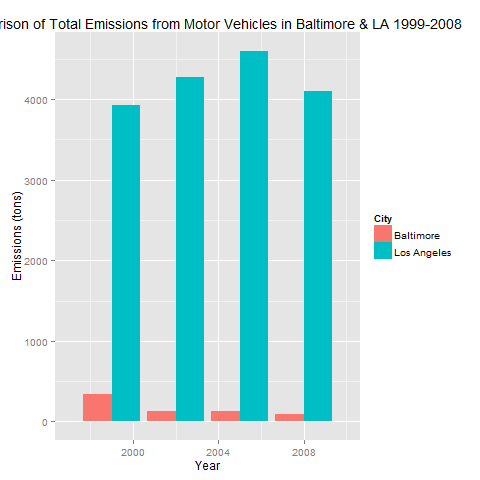 rison of Total Emissions from Motor Vehicles in Baltimore & LA 1999-2008
4000
3000
2000
1000
0
Emissions (tons)
2000 2004 2008
Year
City
Baltimore
Los Angeles